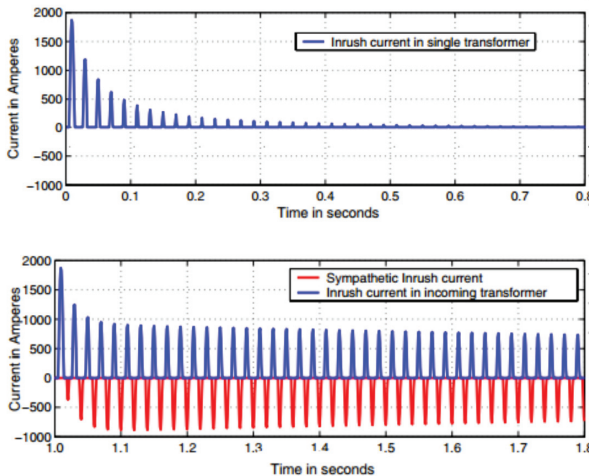 2000
1500
1000
500
0
−500
−1000
Current in Amperes
Inrush current in single transformer
0 0.1 0.2 0.3 0.4 0.5 0.6 0.7 0.8
Time in seconds
2000
1500
1000
500
0
−500
−1000
Current in Amperes
Sympathetic Inrush current
Inrush current in incoming transformer
1.0 1.1 1.2 1.3 1.4 1.5 1.6 1.7 1.8
Time in seconds